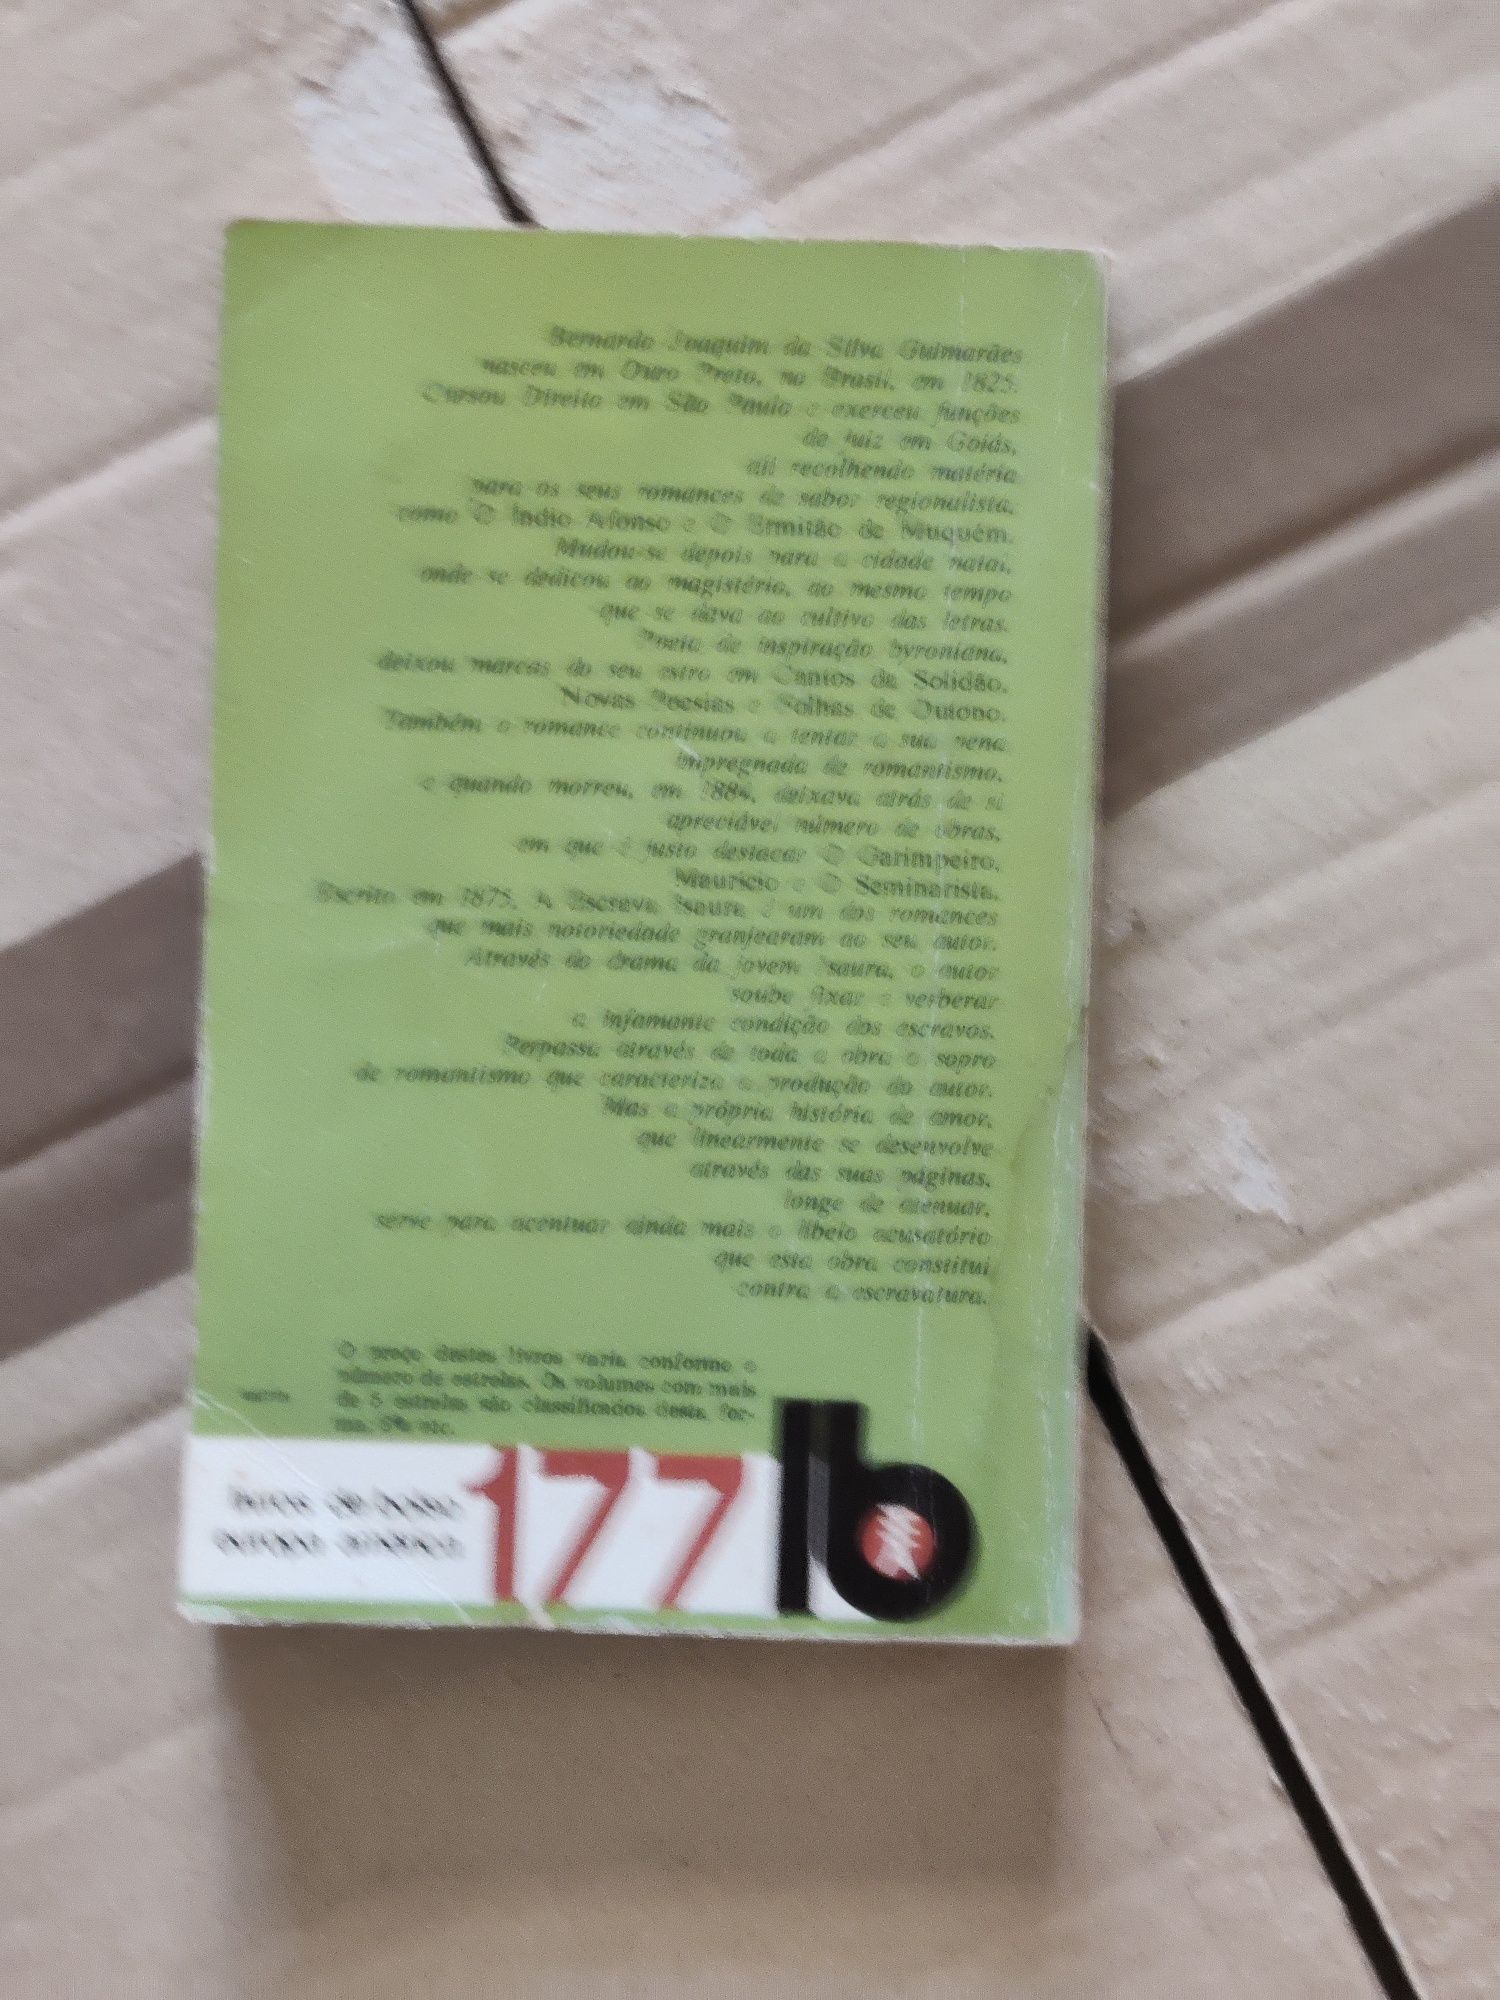 Bernardo Joaquim da Silva Guimarães
nasceu em Ouro Preto, no Brasil, em 1825.
Cursou Direito em São Paulo e exerceu funções
de juiz em Goiás,
ali recolhendo matéria
para os seus romances de sabor regionalista,
como O Índio Afonso e O Ermitão de Muquém.
Mudou-se depois para a cidade natal,
onde se dedicou ao magistério, ao mesmo tempo
que se dava ao cultivo das letras.
Poeta de inspiração byroniana,
deixou marcas do seu estro em Cantos da Solidão,
Novas Poesias e Folhas de Outono.
Também o romance continuou a tentar a sua pena
impregnada de romantismo,
e quando morreu, em 1884, deixava atrás de si
apreciável número de obras,
em que é justo destacar O Garimpeiro,
Maurício e O Seminarista.
Escrito em 1875, A Escrava Isaura é um dos romances
que mais notoriedade granjearam ao seu autor.
Através do drama da jovem Isaura, o autor
soube fixar e verberar
a infamante condição dos escravos.
Perpassa através de toda a obra o sopro
de romantismo que caracteriza a produção do autor.
Mas a própria história de amor,
que linearmente se desenvolve
através das suas páginas,
longe de atenuar,
serve para acentuar ainda mais o libelo acusatório
que esta obra constitui
contra a escravatura.
O preço destes livros varia conforme o
número de estrelas. Os volumes com mais
de 5 estrelas são classificados desta for-
ma: etc.
livros de bolso
europa-américa
177